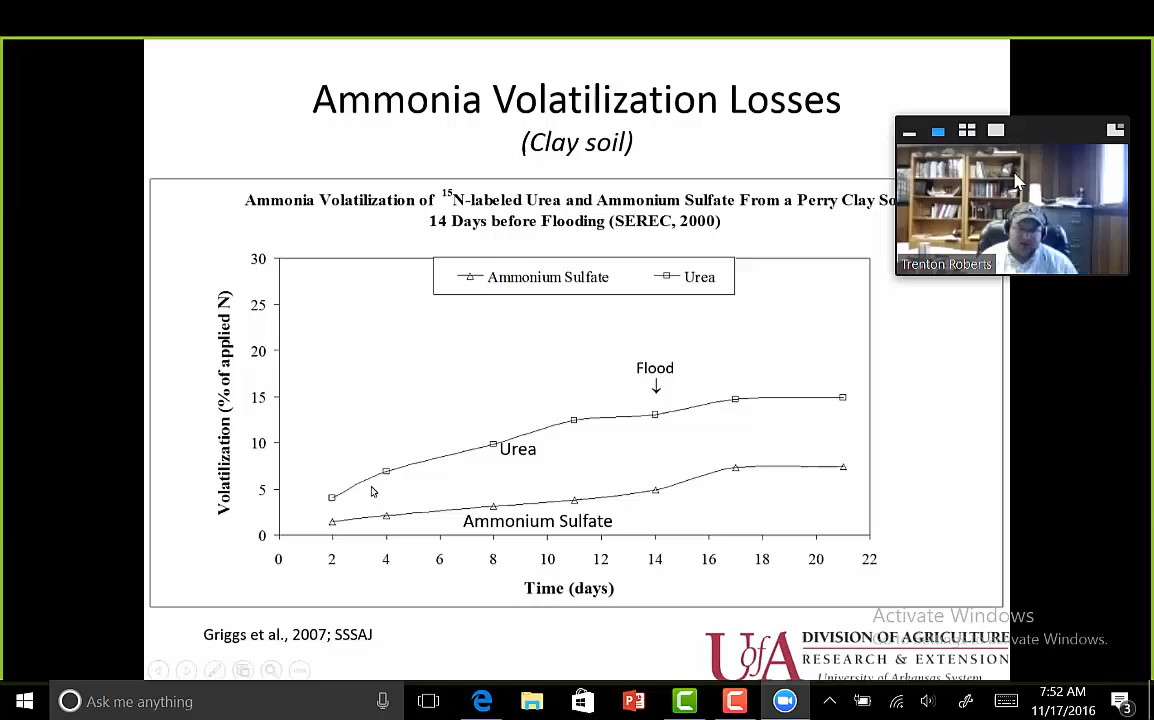 Ammonia Volatilization Losses
(Clay soil)
Ammonia Volatilization of 15N-labeled Urea and Ammonium Sulfate From a Perry Clay So
14 Days before Flooding (SEREC, 2000)
Trenton Roberts
Ammonium Sulfate
Urea
30
25
20
15
10
5
0
Volatilization (% of applied N)
Flood
Urea
Ammonium Sulfate
0 2 4 6 8 10 12 14 16 18 20 22
Time (days)
Griggs et al., 2007; SSSAJ
Activate Windows
UofA
DIVISION OF AGRICULTURE
RESEARCH & EXTENSION
University of Arkansas System
vate Windows.
Ask me anything
7:52 AM
11/17/2016
3